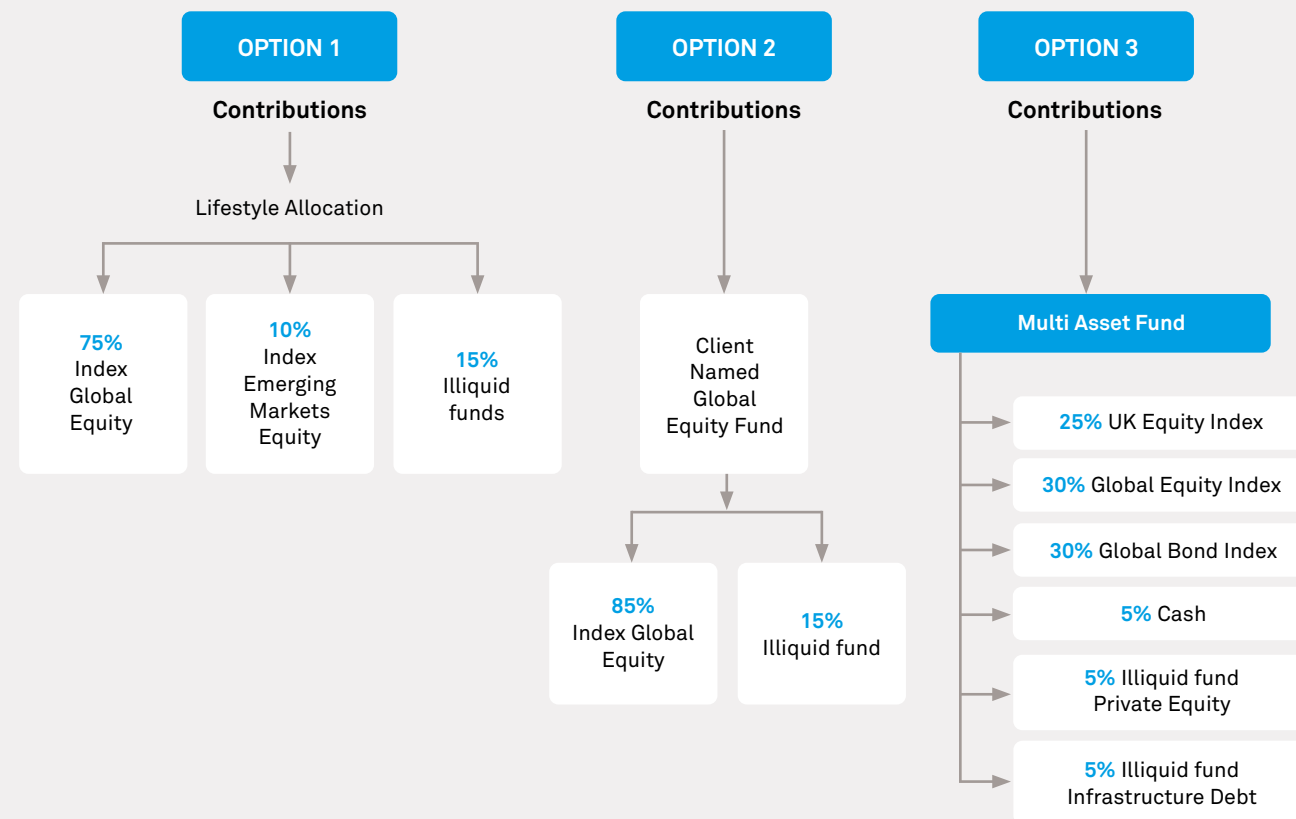 OPTION 1
Contributions
Lifestyle Allocation
75%
Index
Global
Equity
10%
Index
Emerging
Markets
Equity
15%
Illiquid
funds
OPTION 2
Contributions
Client
Named
Global
Equity Fund
85%
Index Global
Equity
15%
Illiquid fund
OPTION 3
Contributions
Multi Asset Fund
25% UK Equity Index
30% Global Equity Index
30% Global Bond Index
5% Cash
5% Illiquid fund
Private Equity
5% Illiquid fund
Infrastructure Debt